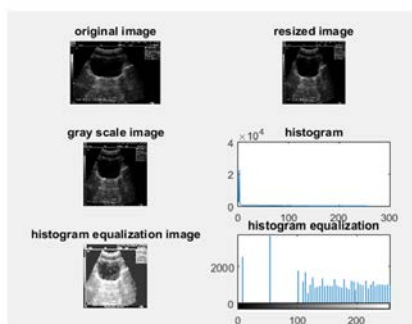 original image
resized image
gray scale image
histogram
4
× 10^4
2
0
0 100 200 300
histogram equalization image
histogram equalization
2000
0
0 100 200